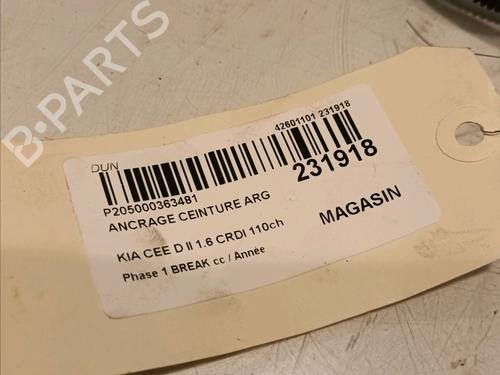 B-PARTS
DUN
42601101 231918
P205000363481
231918
ANCRAGE CEINTURE ARG
MAGASIN
KIA CEE D II 1.6 CRDI 110ch
Phase 1 BREAK cc / Année